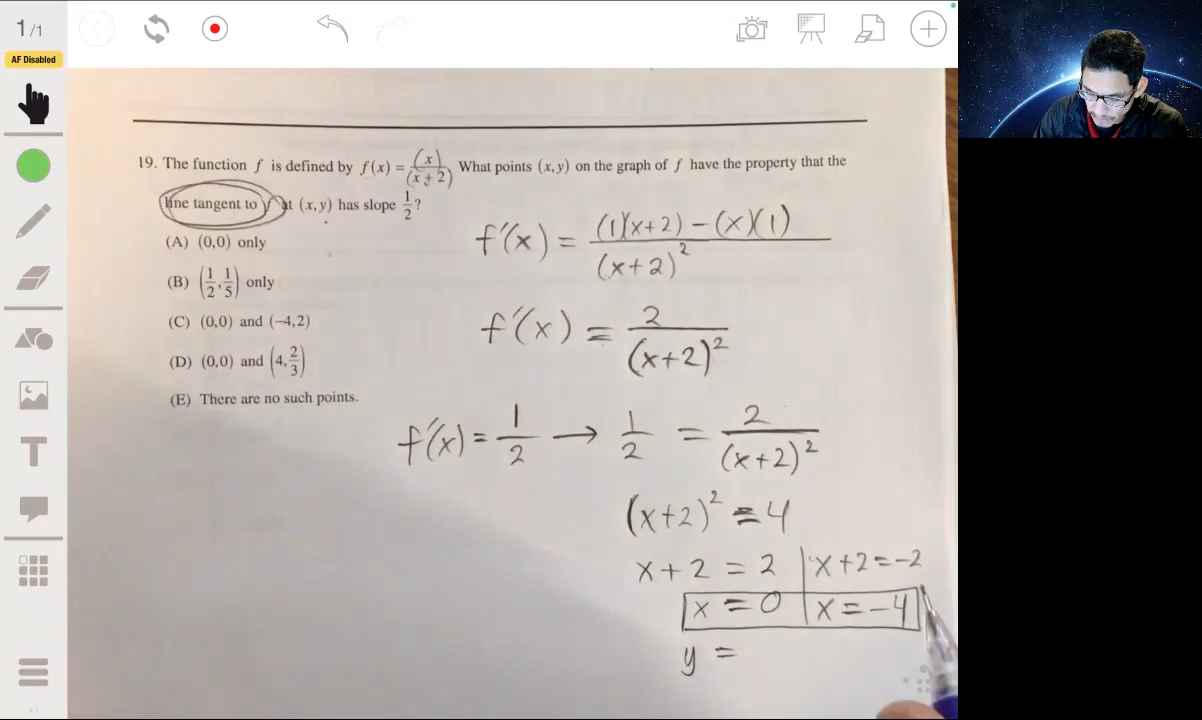 1/1
AF Disabled
19. The function f is defined by f(x) = x/(x + 2). What points (x, y) on the graph of f have the property that the
line tangent to f at (x, y) has slope 1/2?
(A) (0,0) only
(B) (1/2, 1/5) only
(C) (0,0) and (−4,2)
(D) (0,0) and (4, 2/3)
(E) There are no such points.
f'(x) = (1)(x+2) − (x)(1) / (x+2)²
f'(x) = 2/(x+2)²
f'(x) = 1/2 → 1/2 = 2/(x+2)²
(x+2)² = 4
x + 2 = 2 | x + 2 = −2
x = 0 | x = −4
y =
T